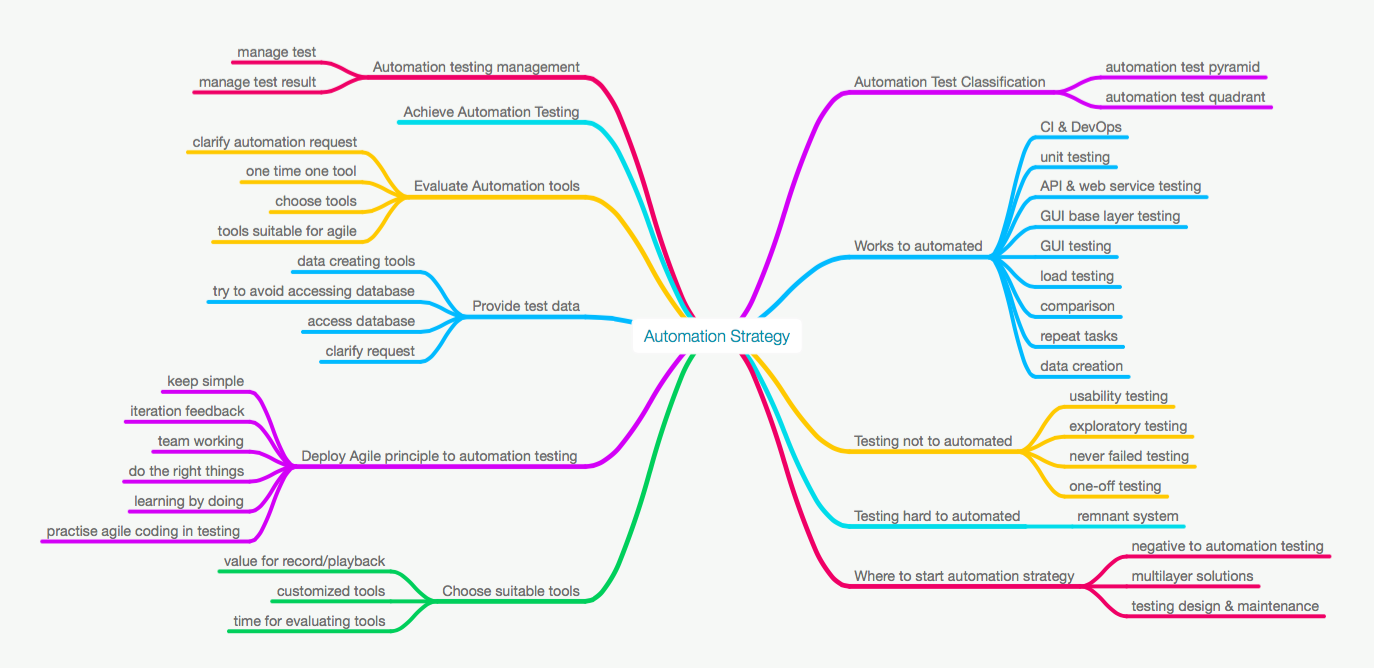 Automation Strategy
Automation testing management
manage test
manage test result
Achieve Automation Testing
Evaluate Automation tools
clarify automation request
one time one tool
choose tools
tools suitable for agile
Provide test data
data creating tools
try to avoid accessing database
access database
clarify request
Deploy Agile principle to automation testing
keep simple
iteration feedback
team working
do the right things
learning by doing
practise agile coding in testing
Choose suitable tools
value for record/playback
customized tools
time for evaluating tools
Automation Test Classification
automation test pyramid
automation test quadrant
Works to automated
CI & DevOps
unit testing
API & web service testing
GUI base layer testing
GUI testing
load testing
comparison
repeat tasks
data creation
Testing not to automated
usability testing
exploratory testing
never failed testing
one-off testing
Testing hard to automated
remnant system
Where to start automation strategy
negative to automation testing
multilayer solutions
testing design & maintenance